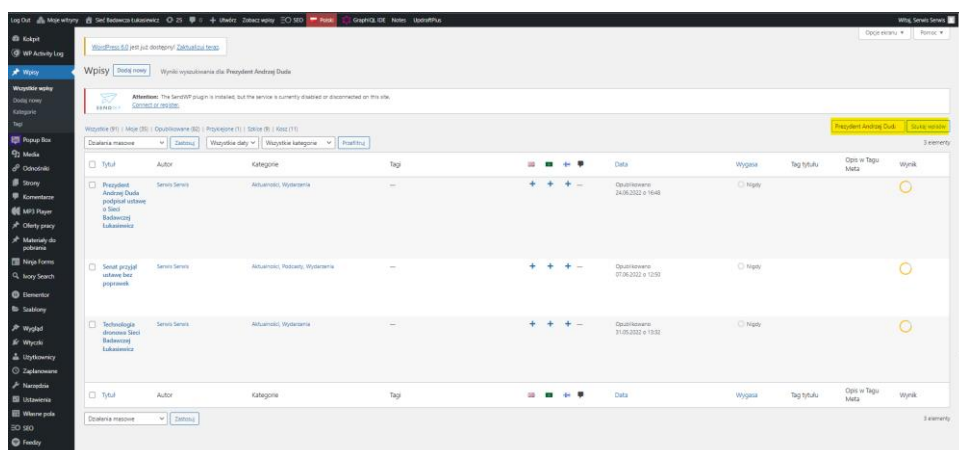 Log Out Moje witryny Sieć Badawcza Łukasiewicz 25 0 Utwórz Zobacz wpisy SEO Polski GraphiQL IDE Notes UpdraftPlus Witaj, Serwis Serwis
Opcje ekranu Pomoc
Kokpit
WP Activity Log
Wpisy
Wszystkie wpisy
Dodaj nowy
Kategorie
Tagi
Popup Box
Media
Odnośniki
Strony
Komentarze
MP3 Player
Oferty pracy
Materiały do
pobrania
Ninja Forms
Ivory Search
Elementor
Szablony
Wygląd
Wtyczki
Użytkownicy
Zaplanowane
Narzędzia
Ustawienia
Własne pola
SEO
Feedzy
WordPress 6.0 jest już dostępny! Zaktualizuj teraz.
Wpisy Dodaj nowy Wyniki wyszukiwania dla: Prezydent Andrzej Duda
Attention: The SendWP plugin is installed, but the service is currently disabled or disconnected on this site.
SENDWP Connect or register.
Wszystkie (91) | Moje (30) | Opublikowane (82) | Przyklejone (1) | Szkice (9) | Kosz (11)
Prezydent Andrzej Duda Szukaj wpisów
Działania masowe Zastosuj Wszystkie daty Wszystkie kategorie Przefiltruj 3 elementy
Tytuł Autor Kategorie Tagi Data Wygasa Tag tytułu Opis w Tagu Meta Wynik
Prezydent Andrzej Duda podpisał ustawę o Sieci Badawczej Łukasiewicz Serwis Serwis Aktualności, Wydarzenia — + + + — Opublikowano 24.06.2022 o 16:48 Nigdy
Senat przyjął ustawę bez poprawek Serwis Serwis Aktualności, Podcasty, Wydarzenia — + + + — Opublikowano 07.06.2022 o 12:50 Nigdy
Technologia dronowa Sieci Badawczej Łukasiewicz Serwis Serwis Aktualności, Wydarzenia — + + + — Opublikowano 31.05.2022 o 13:32 Nigdy
Tytuł Autor Kategorie Tagi Data Wygasa Tag tytułu Opis w Tagu Meta Wynik
Działania masowe Zastosuj 3 elementy